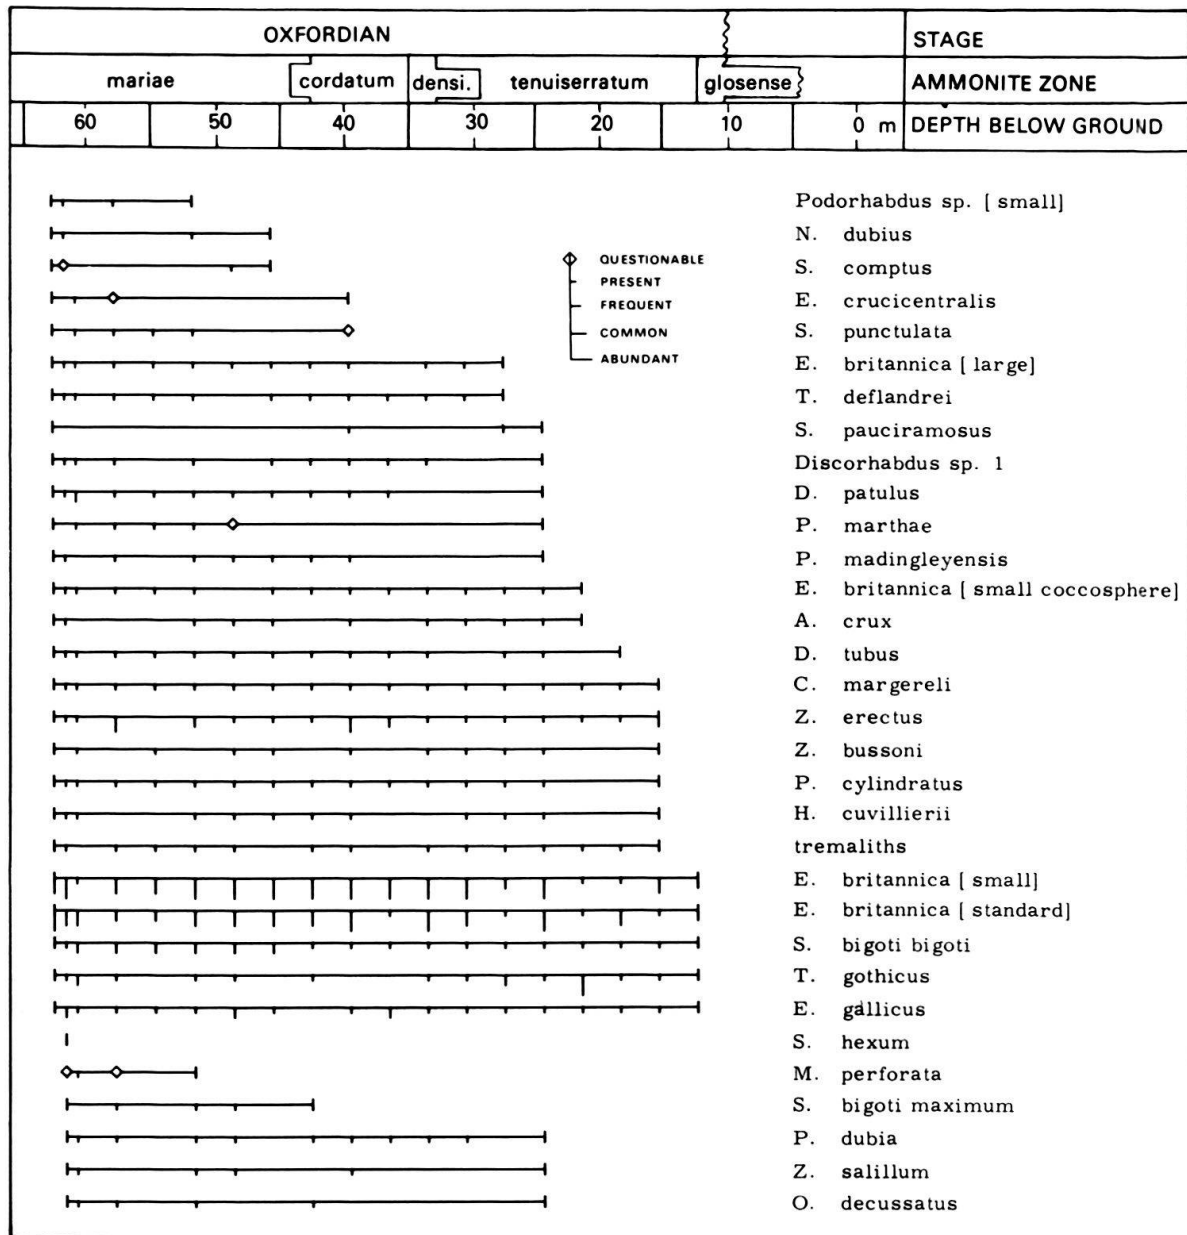 OXFORDIAN STAGE
mariae cordatum densi. tenuiserratum glosense AMMONITE ZONE
60 50 40 30 20 10 0 m DEPTH BELOW GROUND
Podorhabdus sp. [ small]
N. dubius
QUESTIONABLE
S. comptus
PRESENT
E. crucicentralis
FREQUENT
S. punctulata
COMMON
ABUNDANT
E. britannica [ large]
T. deflandrei
S. pauciramosus
Discorhabdus sp. 1
D. patulus
P. marthae
P. madingleyensis
E. britannica [ small coccosphere]
A. crux
D. tubus
C. margereli
Z. erectus
Z. bussoni
P. cylindratus
H. cuvillierii
tremaliths
E. britannica [ small]
E. britannica [ standard]
S. bigoti bigoti
T. gothicus
E. gallicus
S. hexum
M. perforata
S. bigoti maximum
P. dubia
Z. salillum
O. decussatus